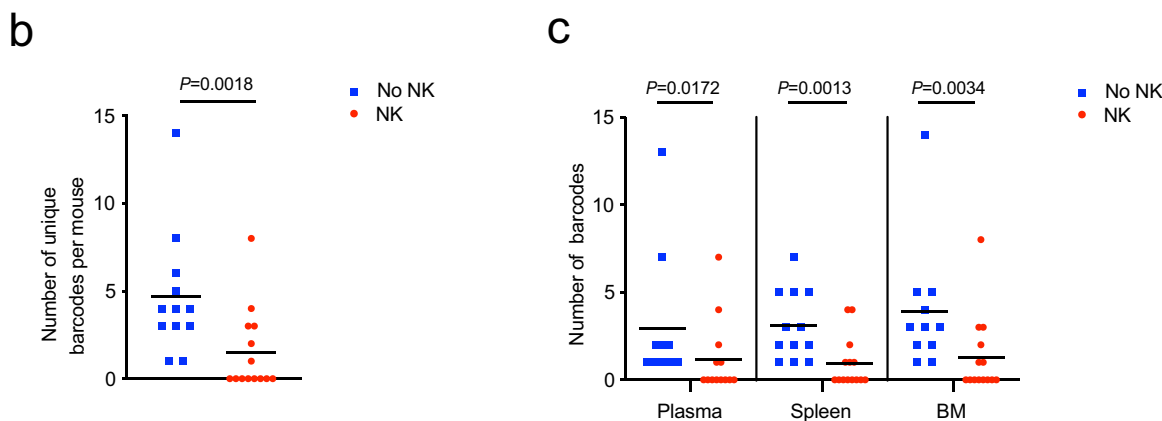 b
P=0.0018
No NK
NK
15
10
5
0
Number of unique
barcodes per mouse
c
P=0.0172
P=0.0013
P=0.0034
No NK
NK
15
10
5
0
Number of barcodes
Plasma
Spleen
BM